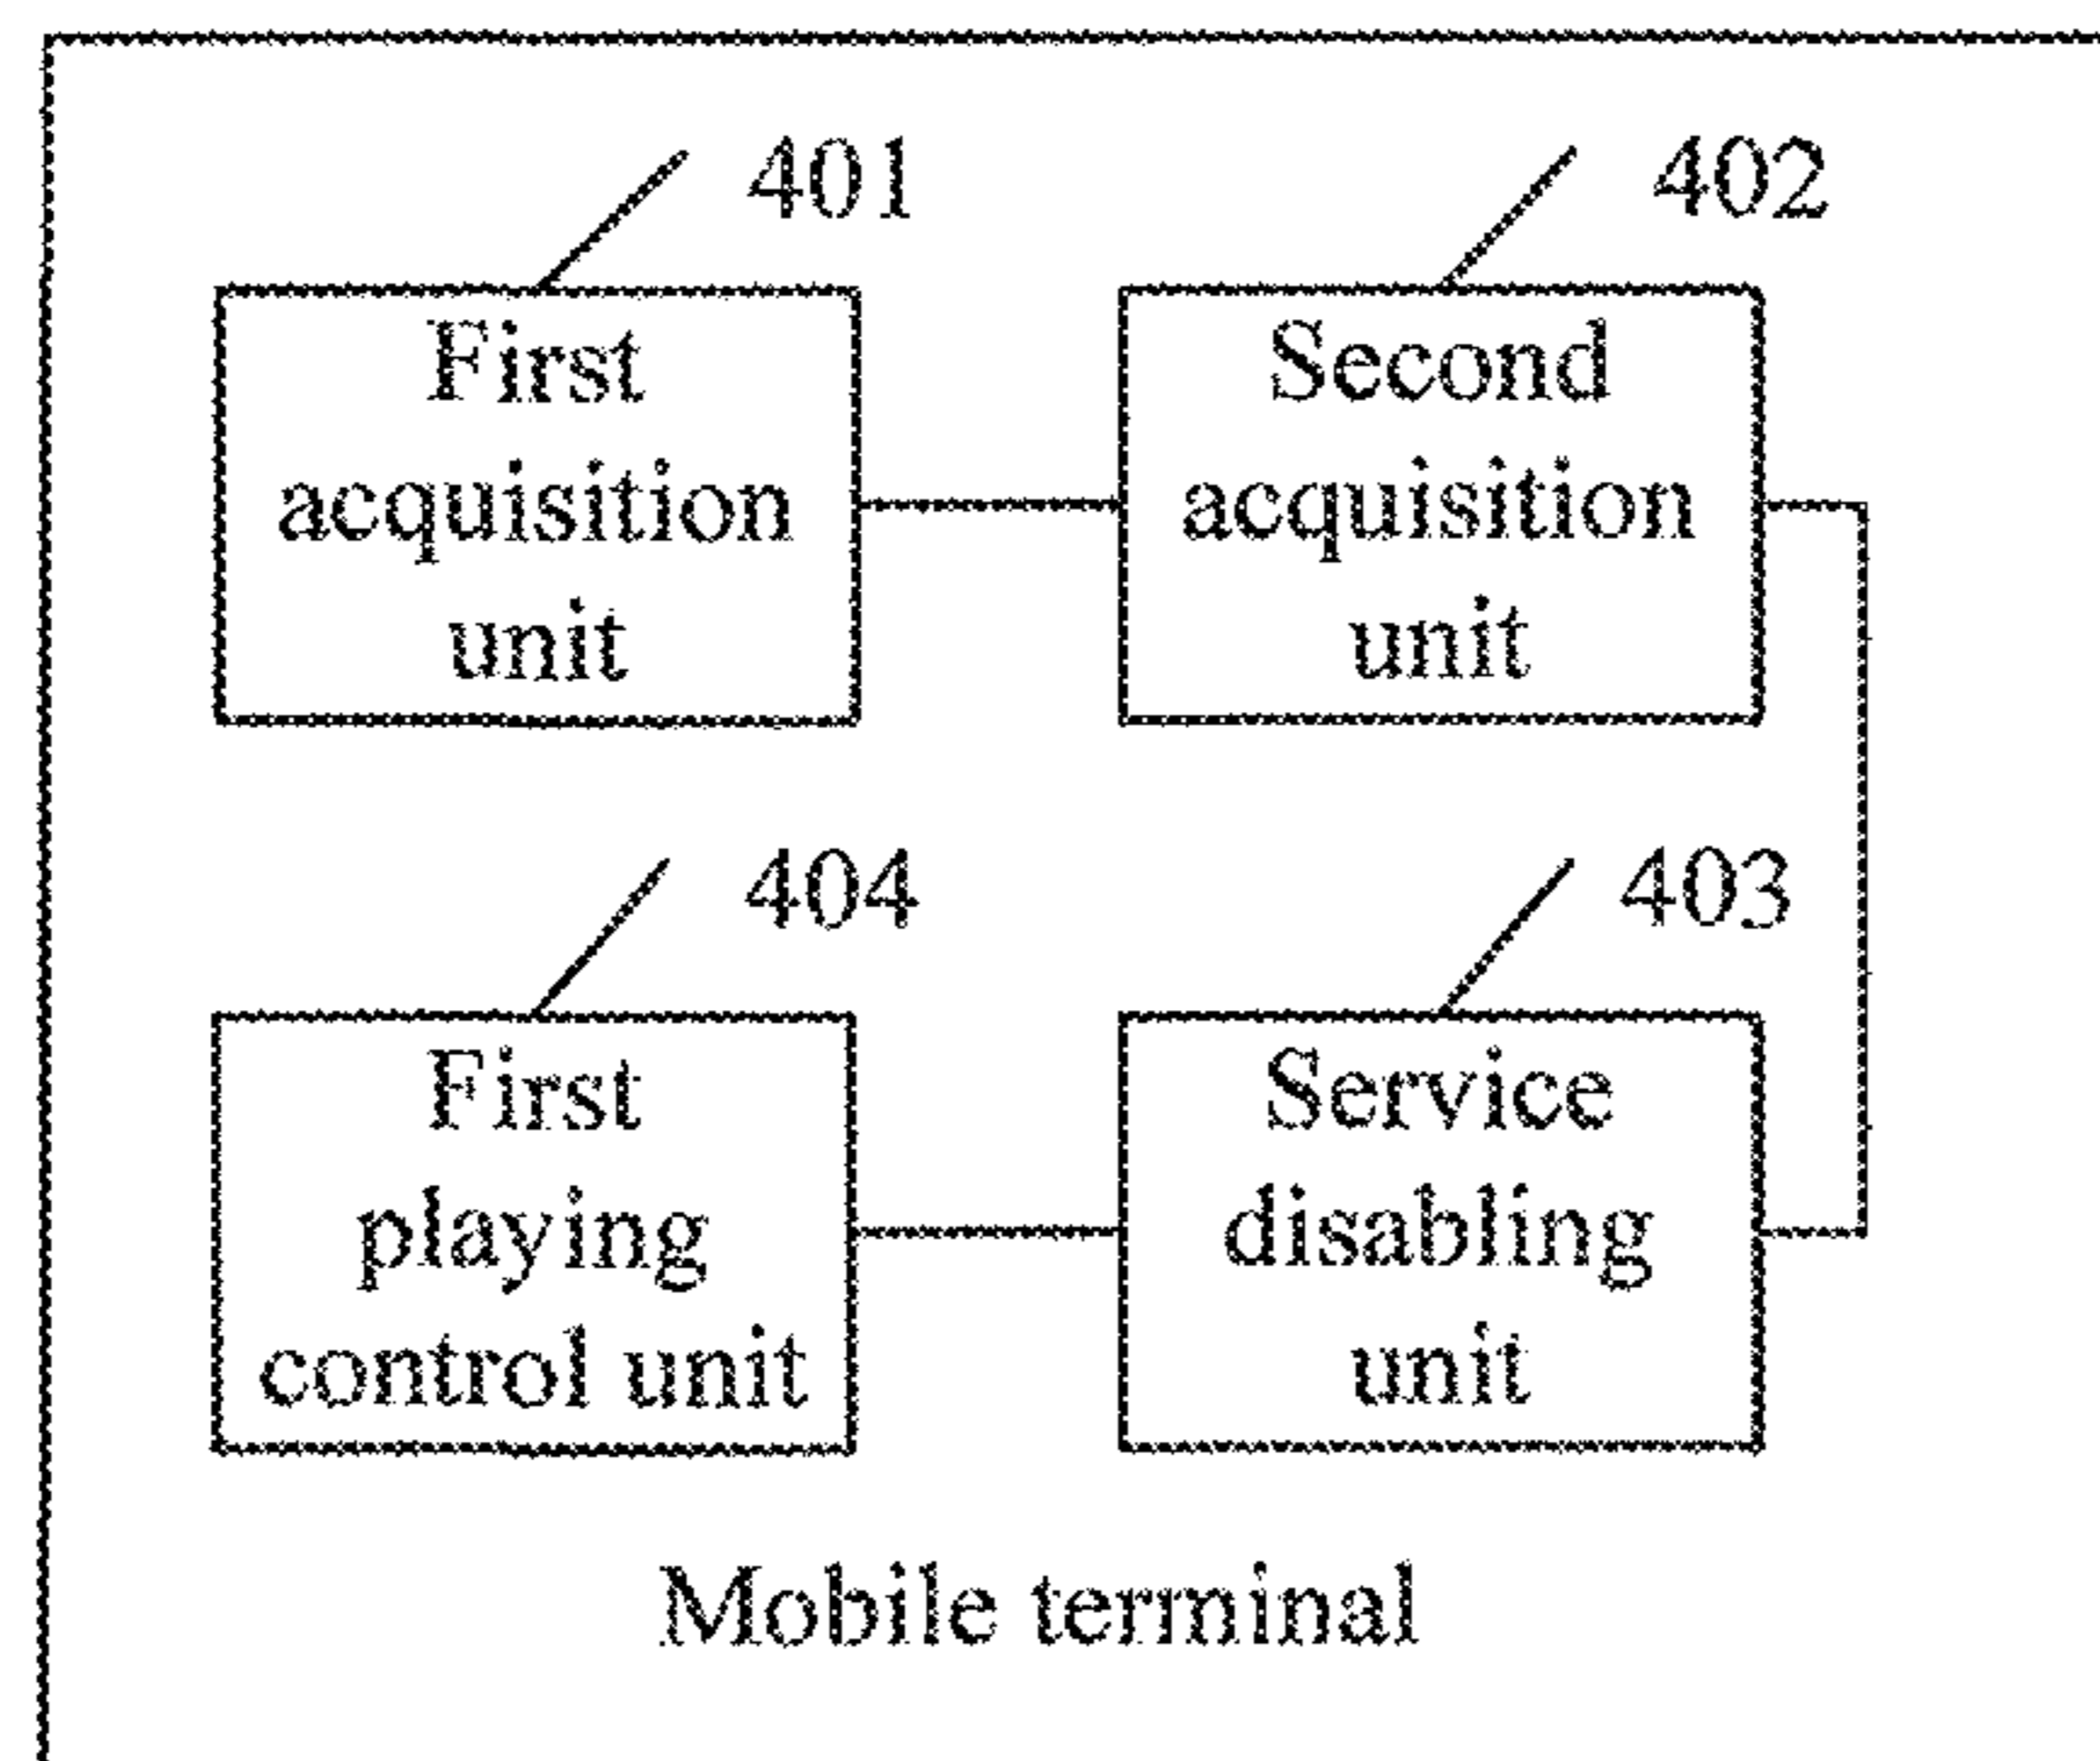 401
402
First
acquisition
unit
Second
acquisition
unit
404
403
First
playing
control unit
Service
disabling
unit
Mobile terminal